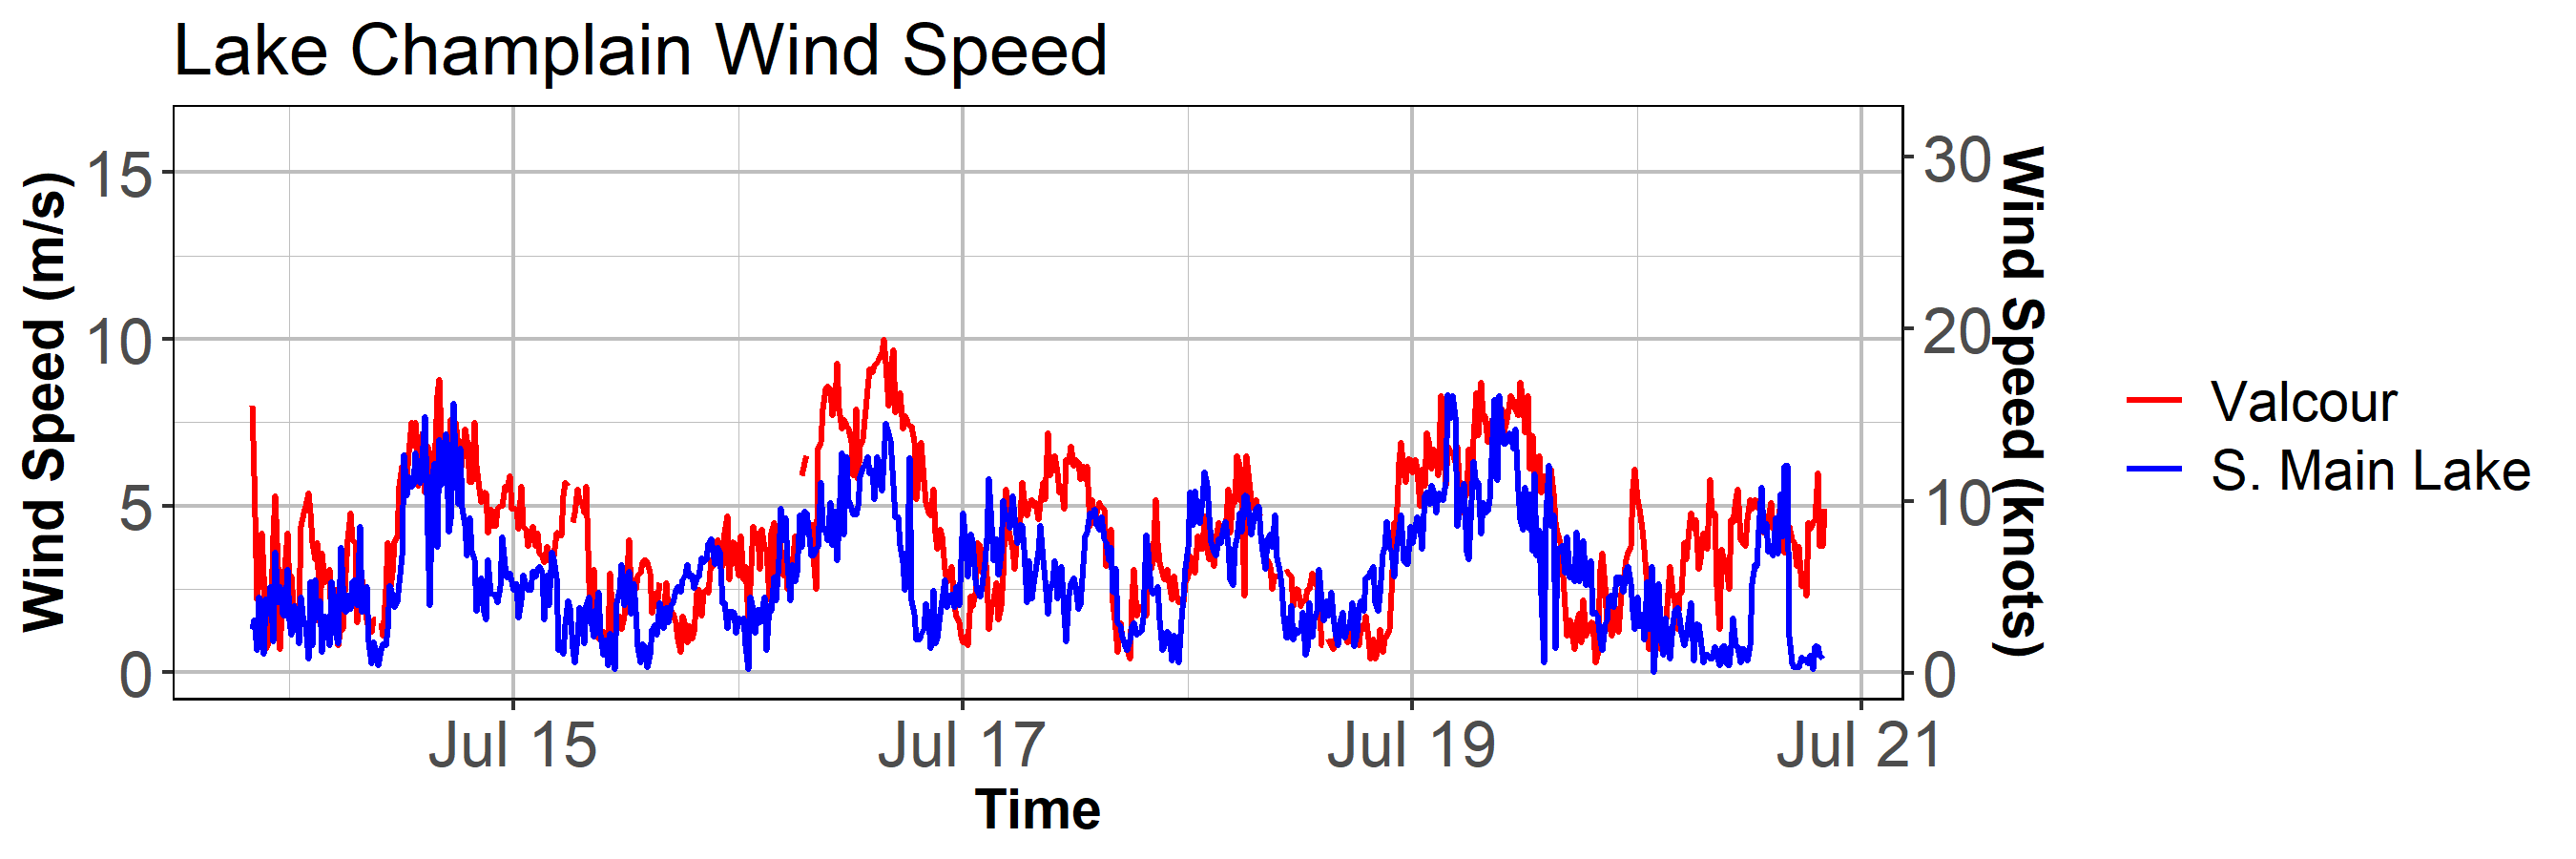 Lake Champlain Wind Speed
Wind Speed (m/s)
15
10
5
0
30
20
10
0
Wind Speed (knots)
Jul 15
Jul 17
Jul 19
Jul 21
Time
Valcour
S. Main Lake